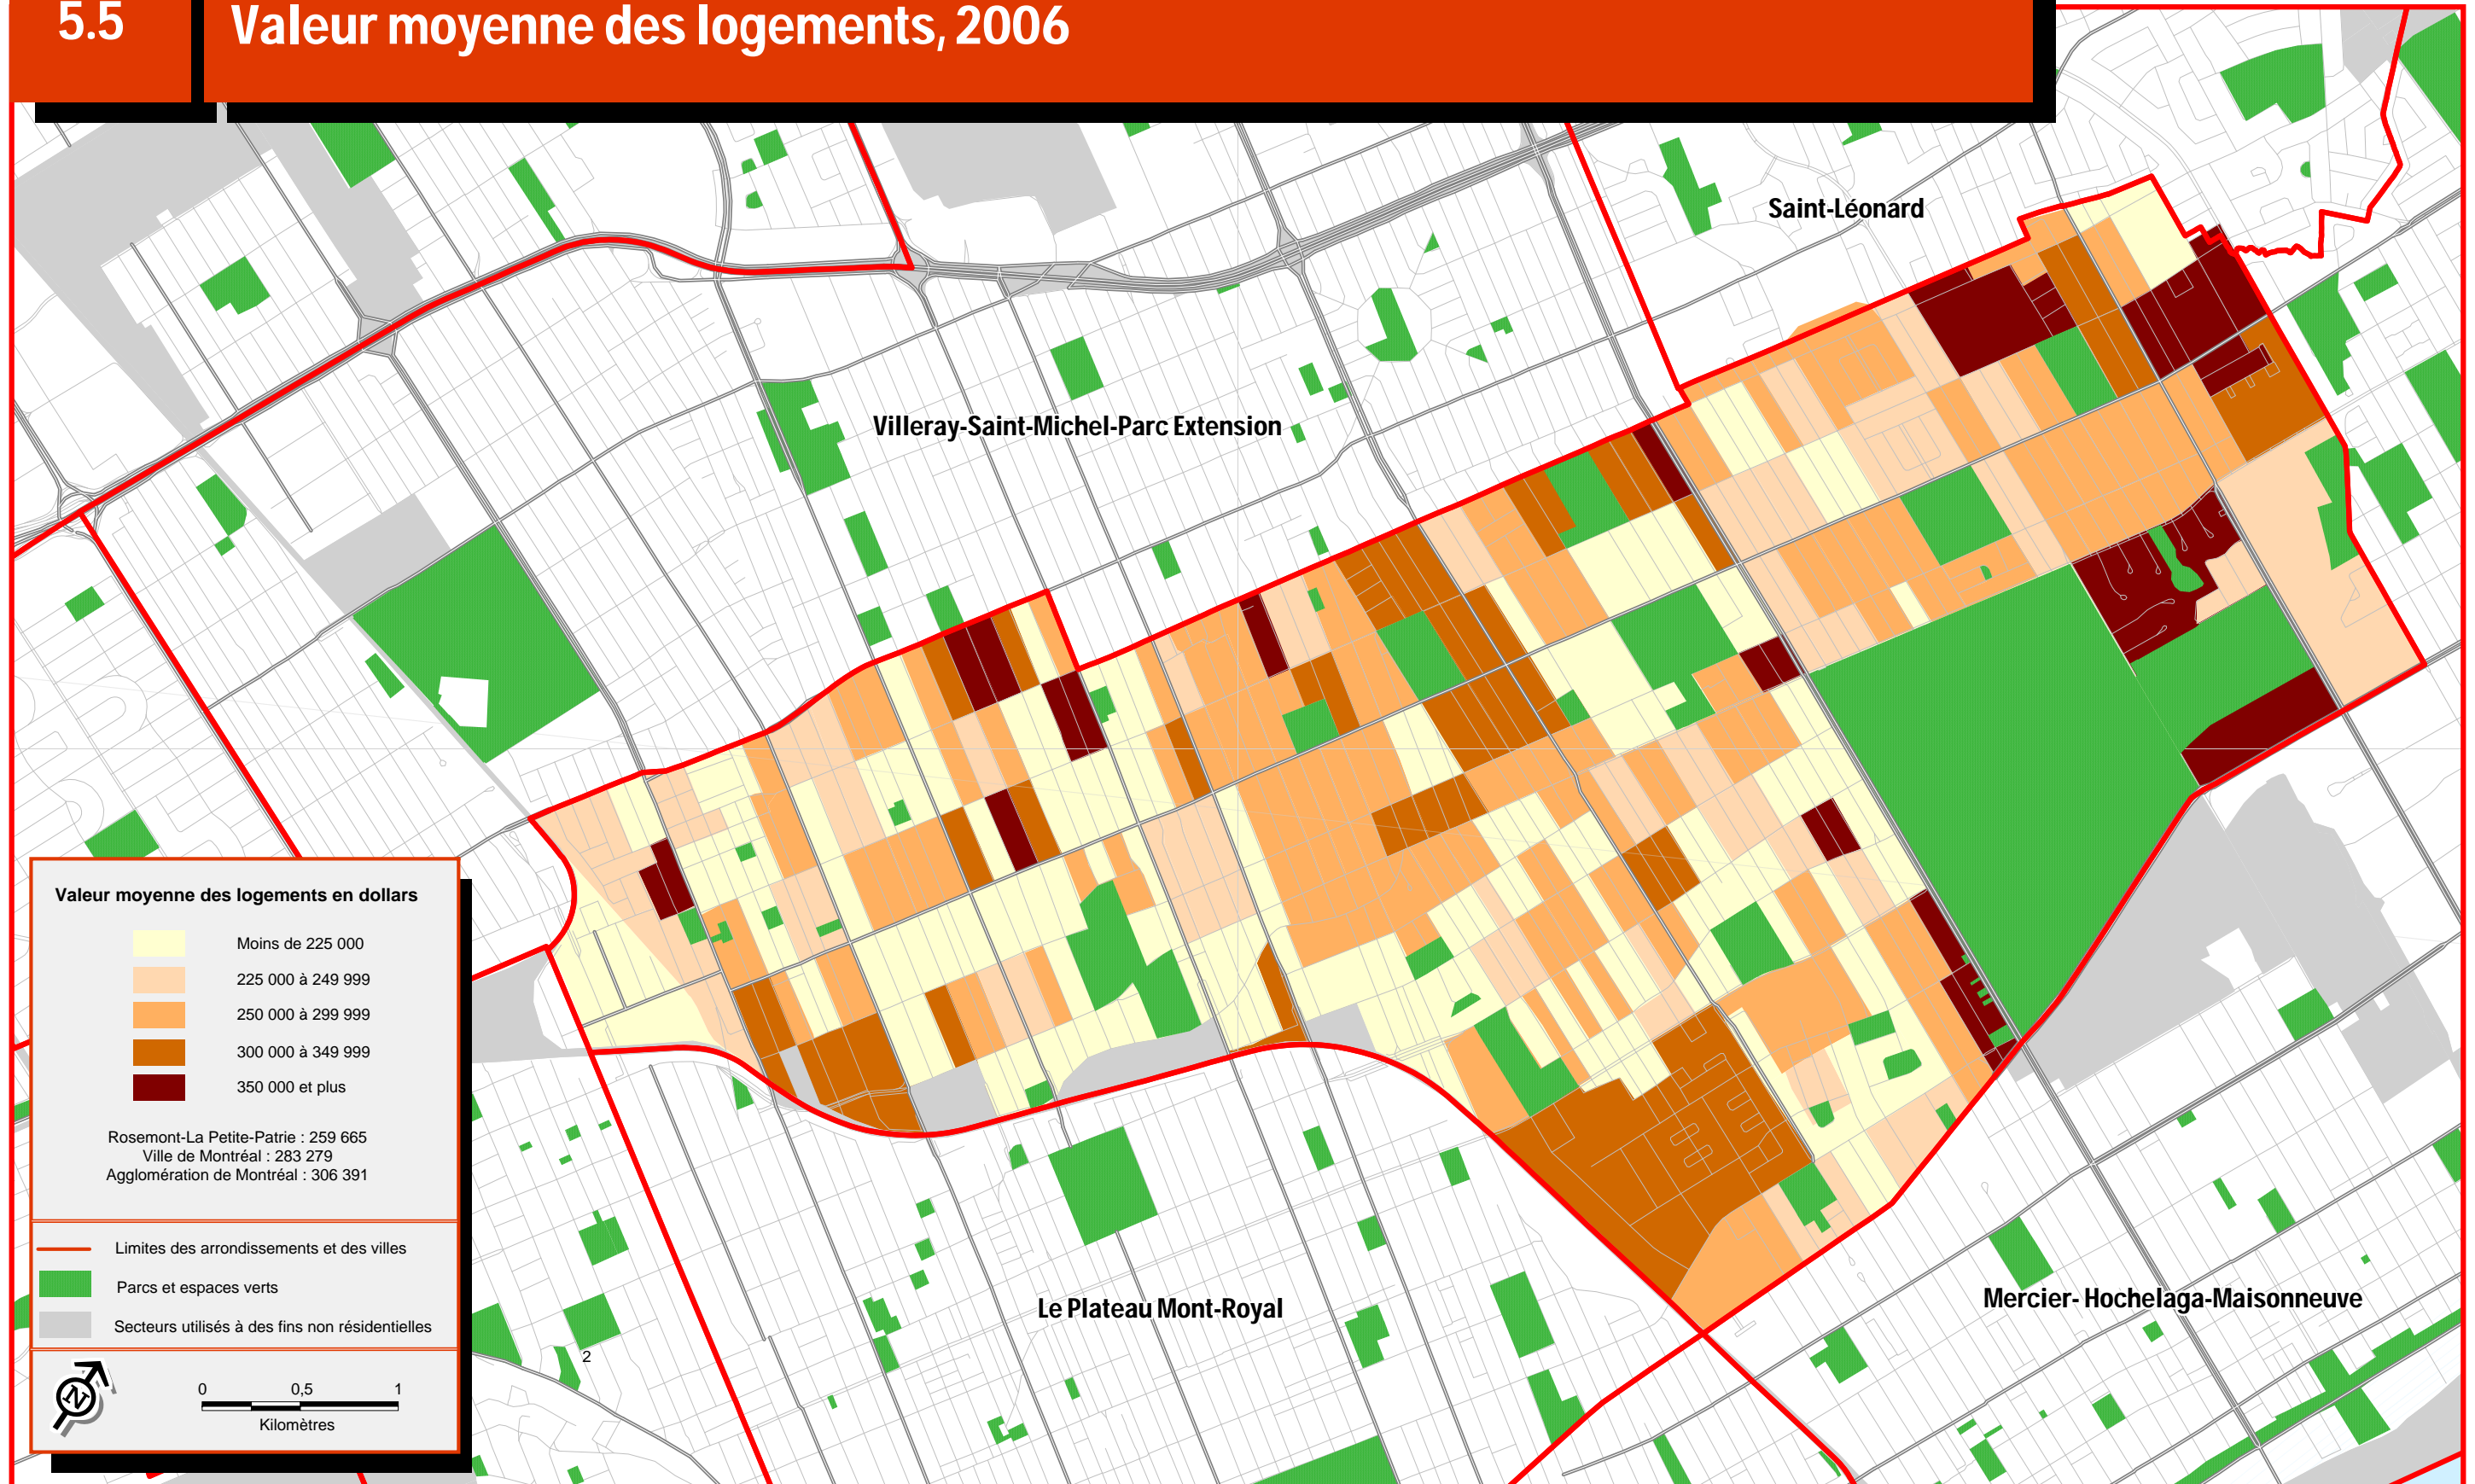 5.5
Valeur moyenne des logements, 2006
Saint-Léonard
Villeray-Saint-Michel-Parc Extension
Valeur moyenne des logements en dollars
Moins de 225 000
225 000 à 249 999
250 000 à 299 999
300 000 à 349 999
350 000 et plus
Rosemont-La Petite-Patrie : 259 665
Ville de Montréal : 283 279
Agglomération de Montréal : 306 391
Limites des arrondissements et des villes
Parcs et espaces verts
Secteurs utilisés à des fins non résidentielles
N
0 0,5 1
Kilomètres
2
Le Plateau Mont-Royal
Mercier- Hochelaga-Maisonneuve